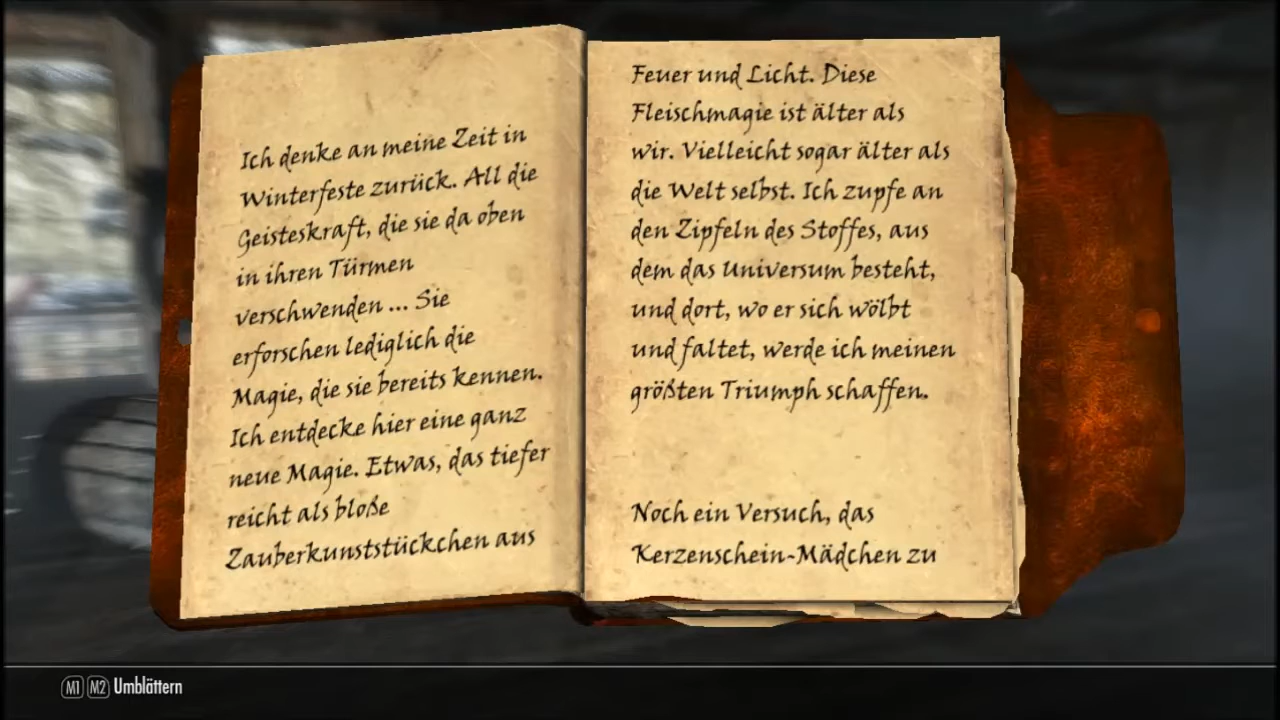 Ich denke an meine Zeit in
Winterfeste zurück. All die
Geisteskraft, die sie da oben
in ihren Türmen
verschwenden ... Sie
erforschen lediglich die
Magie, die sie bereits kennen.
Ich entdecke hier eine ganz
neue Magie. Etwas, das tiefer
reicht als bloße
Zauberkunststückchen aus
Feuer und Licht. Diese
Fleischmagie ist älter als
wir. Vielleicht sogar älter als
die Welt selbst. Ich zupfe an
den Zipfeln des Stoffes, aus
dem das Universum besteht,
und dort, wo er sich wölbt
und faltet, werde ich meinen
größten Triumph schaffen.
Noch ein Versuch, das
Kerzenschein-Mädchen zu
M1 M2 Umblättern